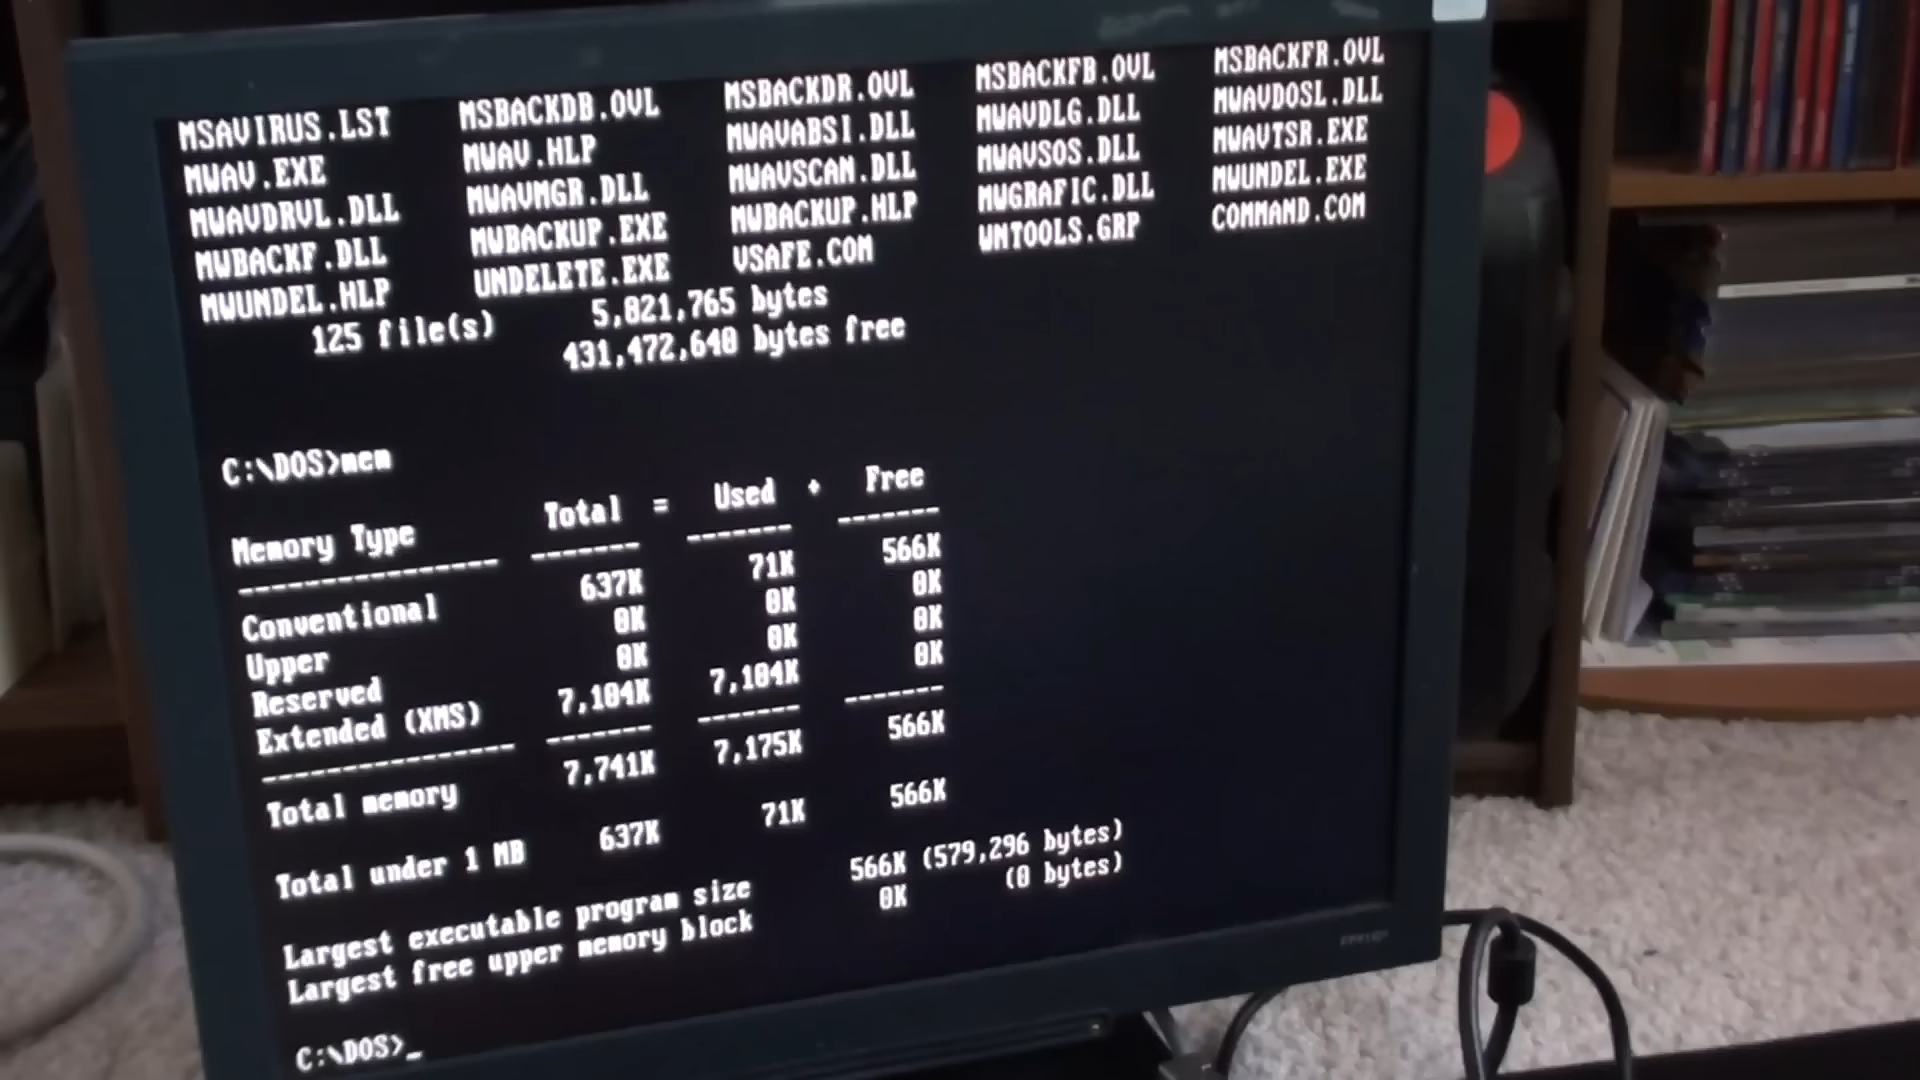 MSAVIRUS.LST MSBACKDB.OVL MSBACKDR.OVL MSBACKFB.OVL MSBACKFR.OVL
MWAV.EXE MWAV.HLP MWAVABSI.DLL MWAVDLG.DLL MWAVDOSL.DLL
MWAVDRVL.DLL MWAVMGR.DLL MWAVSCAN.DLL MWAVSOS.DLL MWAVTSR.EXE
MWBACKF.DLL MWBACKUP.EXE MWBACKUP.HLP MWGRAFIC.DLL MWUNDEL.EXE
MWUNDEL.HLP UNDELETE.EXE VSAFE.COM WNTOOLS.GRP COMMAND.COM
125 file(s) 5,821,765 bytes
431,472,640 bytes free
C:\DOS>mem
Memory Type Total = Used + Free
---------------- ------- ------- -------
Conventional 637K 71K 566K
Upper 0K 0K 0K
Reserved 0K 0K 0K
Extended (XMS) 7,104K 7,104K 0K
---------------- ------- ------- -------
Total memory 7,741K 7,175K 566K
Total under 1 MB 637K 71K 566K
Largest executable program size 566K (579,296 bytes)
Largest free upper memory block 0K (0 bytes)
C:\DOS>_